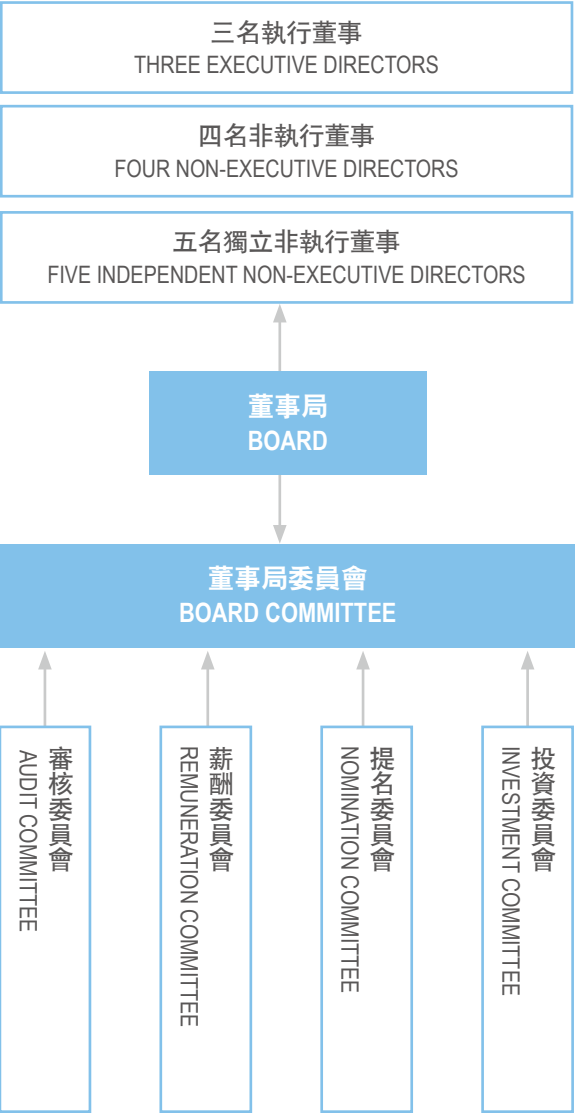 三名執行董事
THREE EXECUTIVE DIRECTORS
四名非執行董事
FOUR NON-EXECUTIVE DIRECTORS
五名獨立非執行董事
FIVE INDEPENDENT NON-EXECUTIVE DIRECTORS
董事局
BOARD
董事局委員會
BOARD COMMITTEE
審核委員會
AUDIT COMMITTEE
薪酬委員會
REMUNERATION COMMITTEE
提名委員會
NOMINATION COMMITTEE
投資委員會
INVESTMENT COMMITTEE